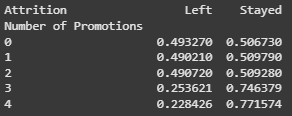 Attrition Left Stayed
Number of Promotions
0 0.493270 0.506730
1 0.490210 0.509790
2 0.490720 0.509280
3 0.253621 0.746379
4 0.228426 0.771574